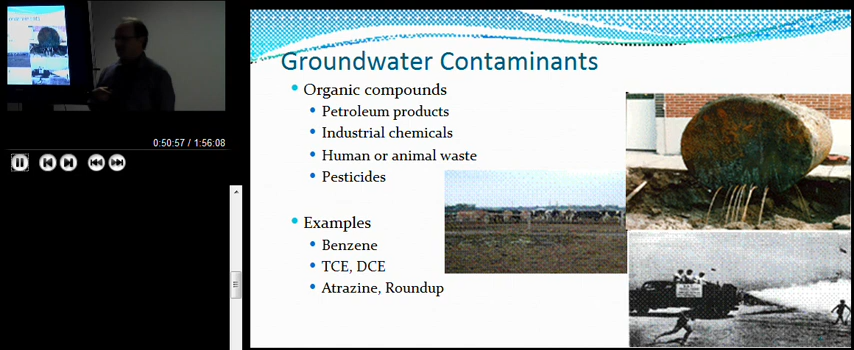 0:50:57 / 1:56:08
Groundwater Contaminants
Organic compounds
Petroleum products
Industrial chemicals
Human or animal waste
Pesticides
Examples
Benzene
TCE, DCE
Atrazine, Roundup